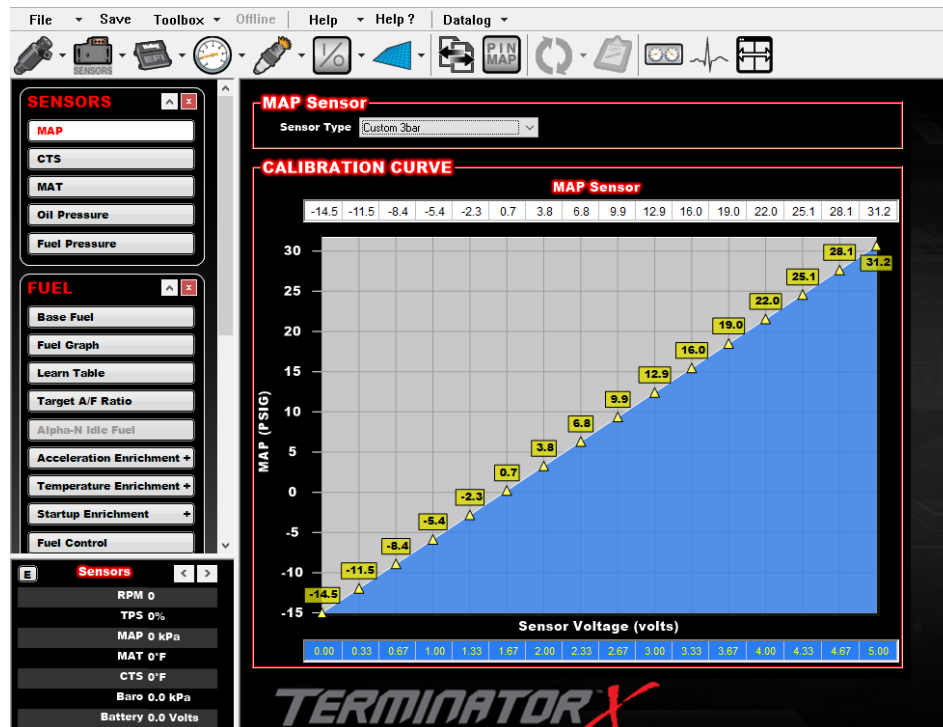 File Save Toolbox Offline Help Help ? Datalog
SENSORS
Holley
EFI
I/O
PIN
MAP
SENSORS
MAP
CTS
MAT
Oil Pressure
Fuel Pressure
FUEL
Base Fuel
Fuel Graph
Learn Table
Target A/F Ratio
Alpha-N Idle Fuel
Acceleration Enrichment +
Temperature Enrichment +
Startup Enrichment +
Fuel Control
E Sensors < >
RPM 0
TPS 0%
MAP 0 kPa
MAT 0°F
CTS 0°F
Baro 0.0 kPa
Battery 0.0 Volts
MAP Sensor
Sensor Type Custom 3bar
CALIBRATION CURVE
MAP Sensor
-14.5 -11.5 -8.4 -5.4 -2.3 0.7 3.8 6.8 9.9 12.9 16.0 19.0 22.0 25.1 28.1 31.2
MAP (PSIG)
30
25
20
15
10
5
0
-5
-10
-15
-14.5
-11.5
-8.4
-5.4
-2.3
0.7
3.8
6.8
9.9
12.9
16.0
19.0
22.0
25.1
28.1
31.2
Sensor Voltage (volts)
0.00 0.33 0.67 1.00 1.33 1.67 2.00 2.33 2.67 3.00 3.33 3.67 4.00 4.33 4.67 5.00
TERMINATOR X